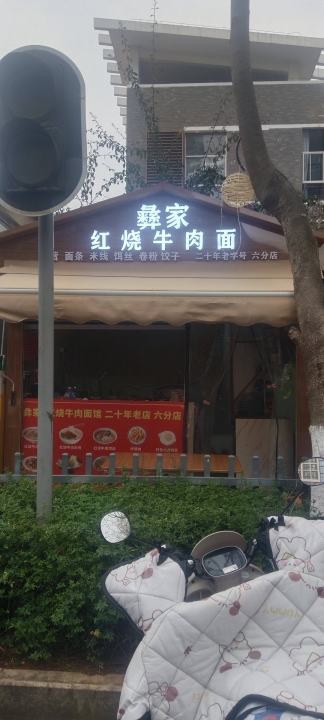 彝家
红烧牛肉面
营 面条 米线 饵丝 卷粉 饺子 二十年老字号 六分店
彝家红烧牛肉面馆 二十年老店 六分店